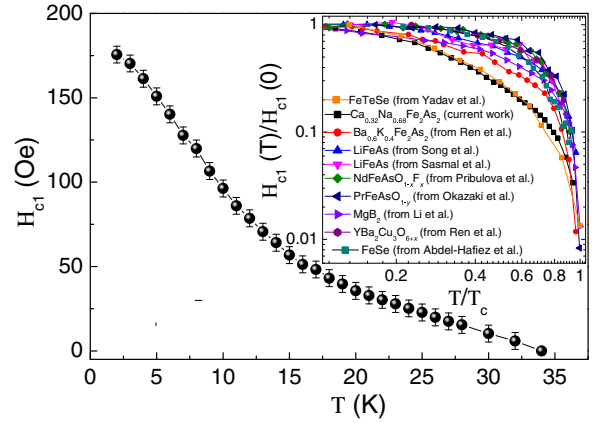 200
150
100
50
0
H_c1 (Oe)
0 5 10 15 20 25 30 35
T (K)
1
0.1
0.01
H_c1 (T)/H_c1 (0)
FeTeSe (from Yadav et al.)
Ca_0.32Na_0.68Fe_2As_2 (current work)
Ba_0.6K_0.4Fe_2As_2 (from Ren et al.)
LiFeAs (from Song et al.)
LiFeAs (from Sasmal et al.)
NdFeAsO_1-xF_x (from Pribulova et al.)
PrFeAsO_1-y (from Okazaki et al.)
MgB_2 (from Li et al.)
YBa_2Cu_3O_6+x (from Ren et al.)
FeSe (from Abdel-Hafiez et al.)
0.2 0.4 0.6 0.8 1
T/T_c